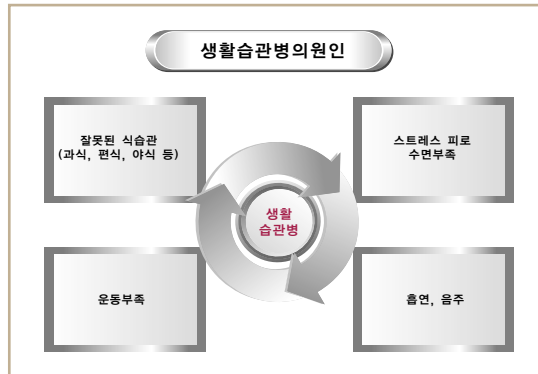 생활습관병의원인
잘못된 식습관
(과식, 편식, 야식 등)
스트레스 피로
수면부족
생활
습관병
운동부족
흡연, 음주